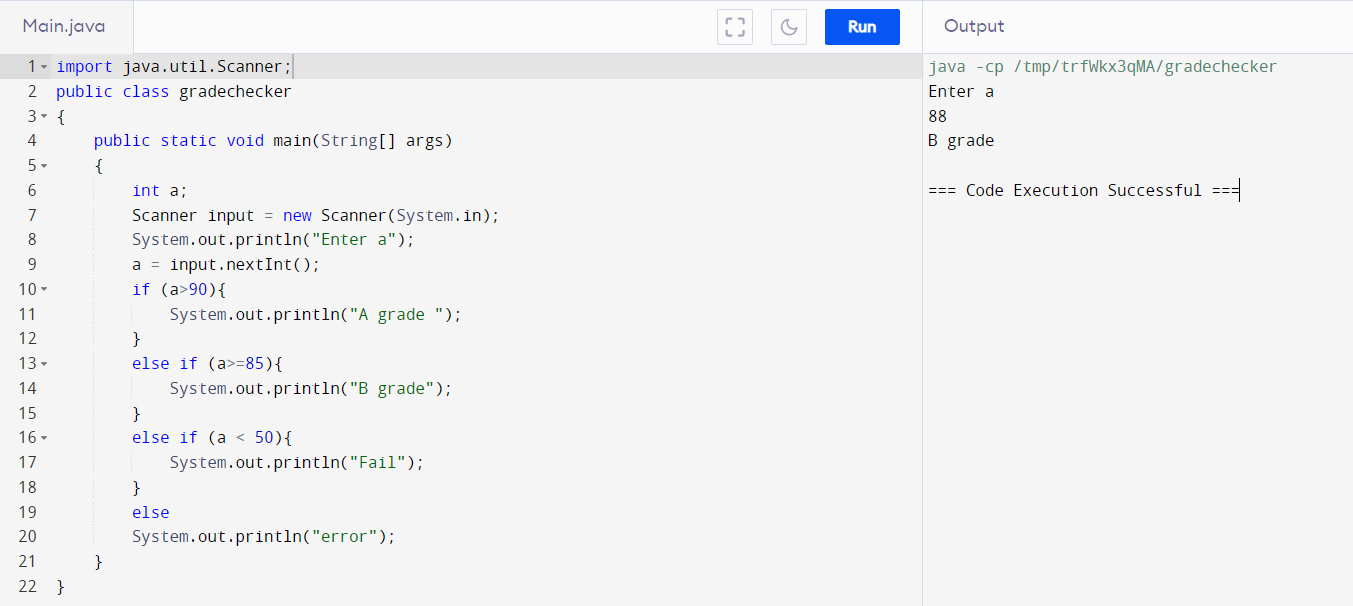 Main.java
Run
Output
1 import java.util.Scanner;
2 public class gradechecker
3 {
4     public static void main(String[] args)
5     {
6         int a;
7         Scanner input = new Scanner(System.in);
8         System.out.println("Enter a");
9         a = input.nextInt();
10         if (a>90){
11             System.out.println("A grade ");
12         }
13         else if (a>=85){
14             System.out.println("B grade");
15         }
16         else if (a < 50){
17             System.out.println("Fail");
18         }
19         else
20         System.out.println("error");
21     }
22 }
java -cp /tmp/trfWkx3qMA/gradechecker
Enter a
88
B grade
=== Code Execution Successful ===